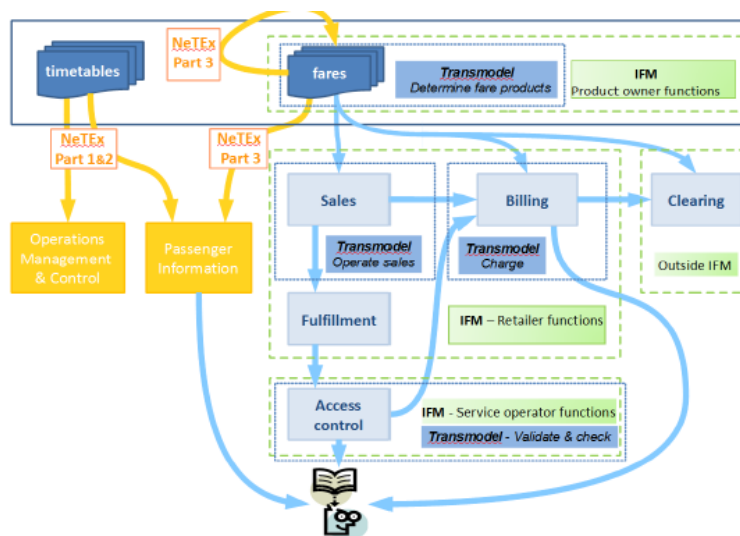 NeTEx
Part 3
timetables
fares
Transmodel
Determine fare products
IFM
Product owner functions
NeTEx
Part 1&2
NeTEx
Part 3
Sales
Billing
Clearing
Operations
Management
& Control
Passenger
Information
Transmodel
Operate sales
Transmodel
Charge
Outside IFM
Fulfillment
IFM – Retailer functions
Access
control
IFM - Service operator functions
Transmodel - Validate & check